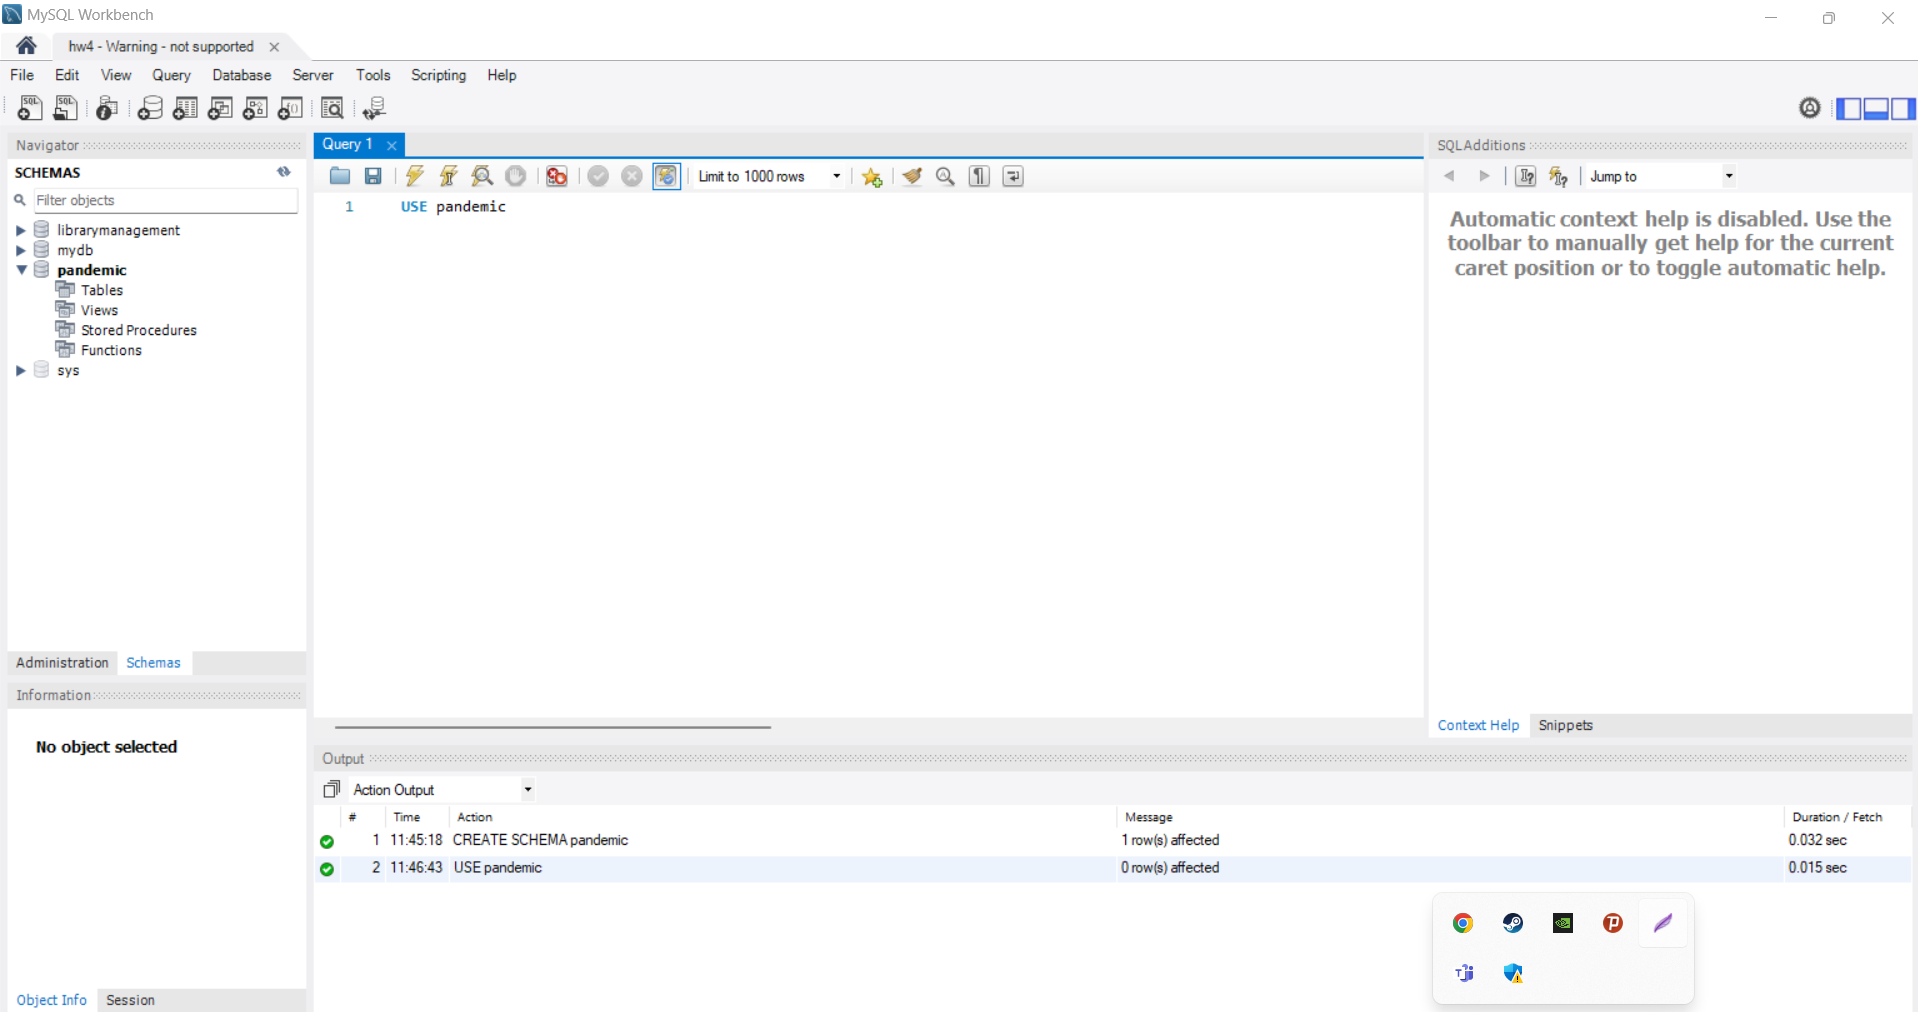 MySQL Workbench
hw4 - Warning - not supported
File Edit View Query Database Server Tools Scripting Help
Navigator
SCHEMAS
Filter objects
librarymanagement
mydb
pandemic
Tables
Views
Stored Procedures
Functions
sys
Administration Schemas
Information
No object selected
Object Info Session
Query 1
Limit to 1000 rows
1 USE pandemic
SQLAdditions
Jump to
Automatic context help is disabled. Use the
toolbar to manually get help for the current
caret position or to toggle automatic help.
Context Help Snippets
Output
Action Output
# Time Action Message Duration / Fetch
1 11:45:18 CREATE SCHEMA pandemic 1 row(s) affected 0.032 sec
2 11:46:43 USE pandemic 0 row(s) affected 0.015 sec